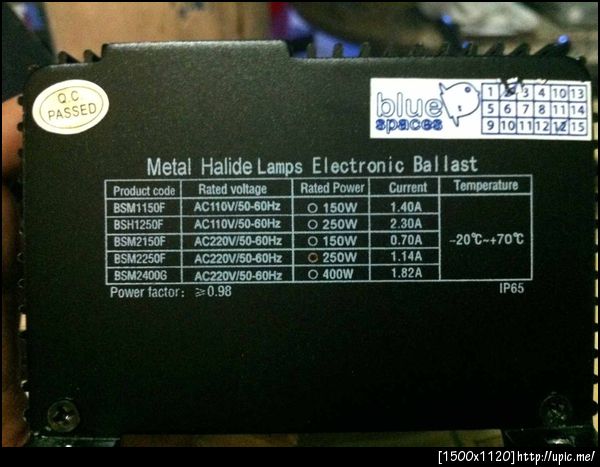 Q.C
PASSED
blue
spaces
1 2 3 4 10 13
5 6 7 8 11 14
9 10 11 12 12 15
Metal Halide Lamps Electronic Ballast
Product code Rated voltage Rated Power Current Temperature
BSM1150F AC110V/50-60Hz 150W 1.40A
BSH1250F AC110V/50-60Hz 250W 2.30A
BSM2150F AC220V/50-60Hz 150W 0.70A
-20℃~+70℃
BSM2250F AC220V/50-60Hz 250W 1.14A
BSM2400G AC220V/50-60Hz 400W 1.82A
Power factor: ≥0.98 IP65
[1500x1120]http://upic.me/